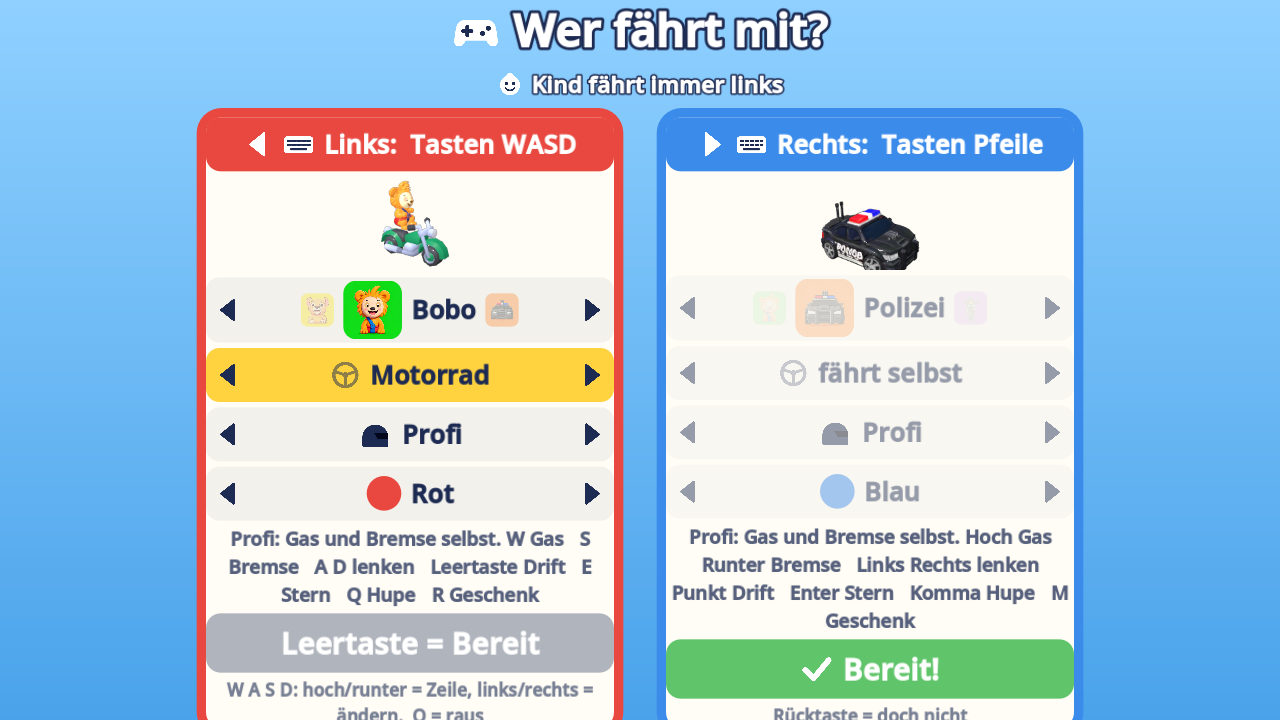 Wer fährt mit?
Kind fährt immer links
Links: Tasten WASD
Bobo
Motorrad
Profi
Rot
Profi: Gas und Bremse selbst. W Gas S
Bremse A D lenken Leertaste Drift E
Stern Q Hupe R Geschenk
Leertaste = Bereit
W A S D: hoch/runter = Zeile, links/rechts =
ändern, Q = raus
Rechts: Tasten Pfeile
POLICE
Polizei
fährt selbst
Profi
Blau
Profi: Gas und Bremse selbst. Hoch Gas
Runter Bremse Links Rechts lenken
Punkt Drift Enter Stern Komma Hupe M
Geschenk
Bereit!
Rücktaste = doch nicht